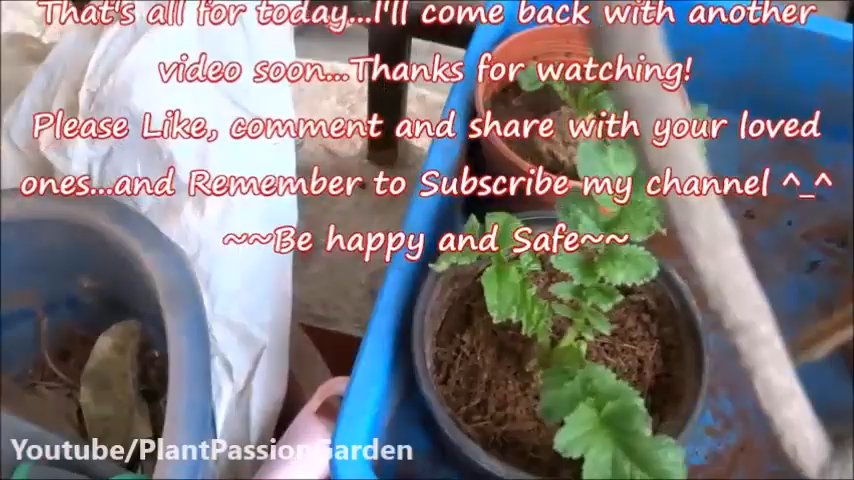 That's all for today...I'll come back with another
video soon...Thanks for watching!
Please Like, Comment and share with your loved
ones...and Remember to Subscribe my channel ^_^
~~Be happy and Safe~~
Youtube/PlantPassionGarden